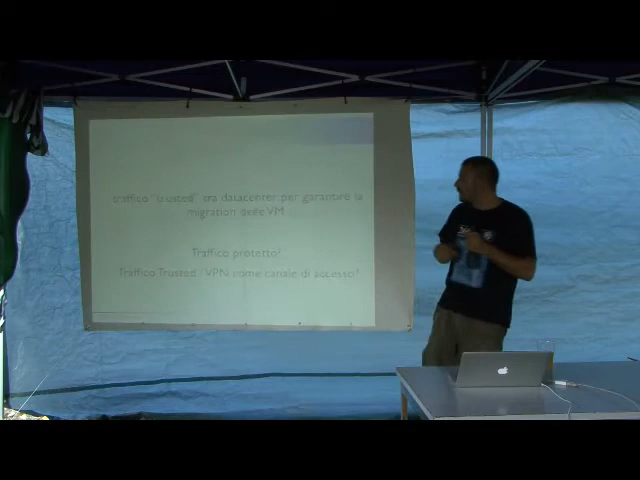 traffico "trusted" tra datacenter per garantire la
migration delle VM
Traffico protetto?
Traffico Trusted / VPN come canale di accesso?